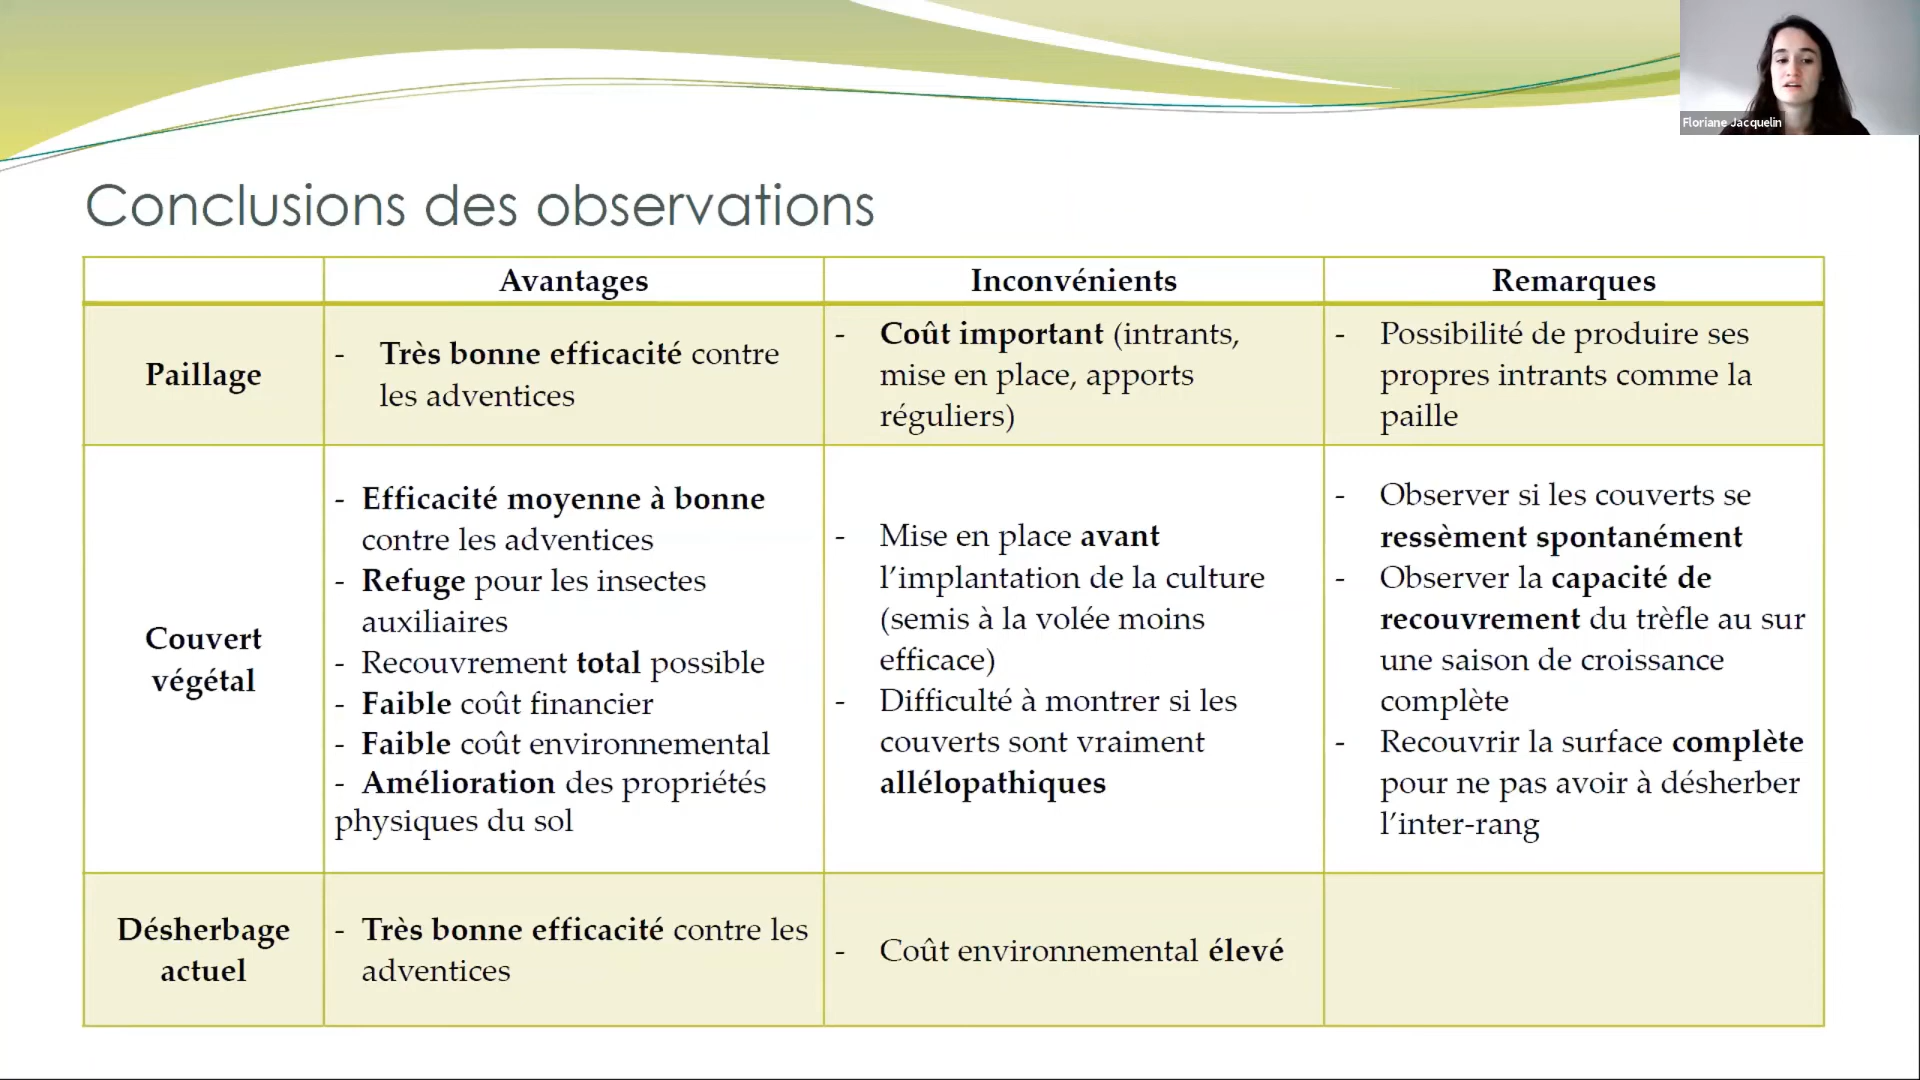 Floriane Jacquelin
Conclusions des observations
Avantages
Inconvénients
Remarques
Paillage
- Très bonne efficacité contre
les adventices
- Coût important (intrants,
mise en place, apports
réguliers)
- Possibilité de produire ses
propres intrants comme la
paille
Couvert
végétal
- Efficacité moyenne à bonne
contre les adventices
- Refuge pour les insectes
auxiliaires
- Recouvrement total possible
- Faible coût financier
- Faible coût environnemental
- Amélioration des propriétés
physiques du sol
- Mise en place avant
l’implantation de la culture
(semis à la volée moins
efficace)
- Difficulté à montrer si les
couverts sont vraiment
allélopathiques
- Observer si les couverts se
ressèment spontanément
- Observer la capacité de
recouvrement du trèfle au sur
une saison de croissance
complète
- Recouvrir la surface complète
pour ne pas avoir à désherber
l’inter-rang
Désherbage
actuel
- Très bonne efficacité contre les
adventices
- Coût environnemental élevé